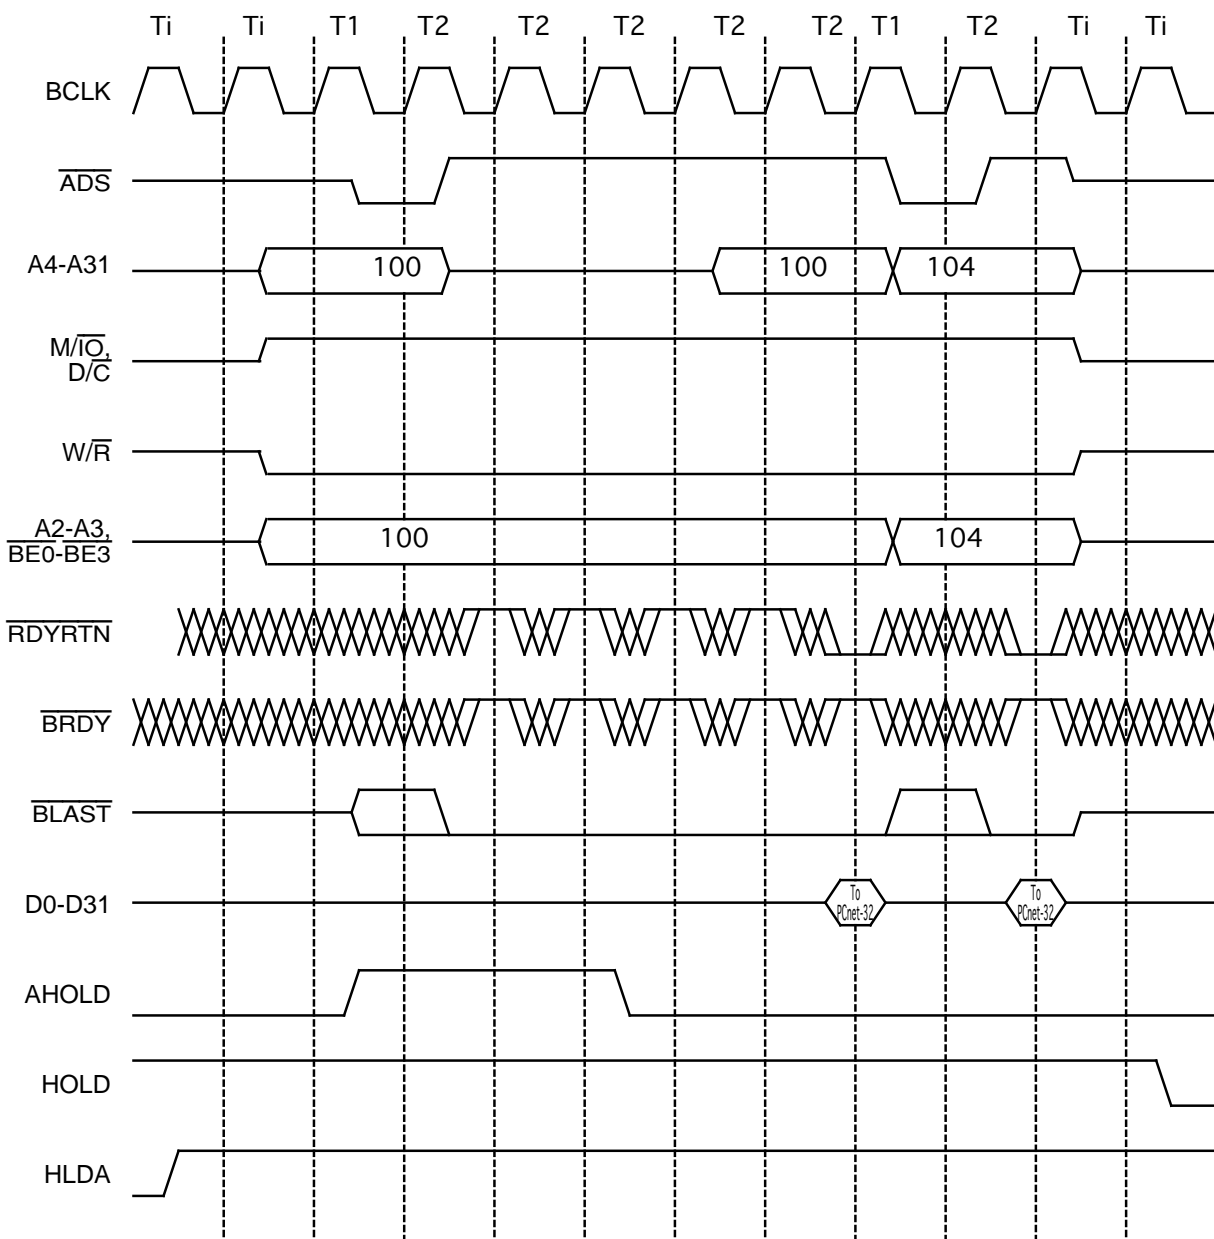 Ti Ti T1 T2 T2 T2 T2 T2 T1 T2 Ti Ti
BCLK
ADS
A4-A31 100 100 104
M/IO,
D/C
W/R
A2-A3,
BE0-BE3 100 104
RDYRTN
BRDY
BLAST
D0-D31 To PCnet-32 To PCnet-32
AHOLD
HOLD
HLDA